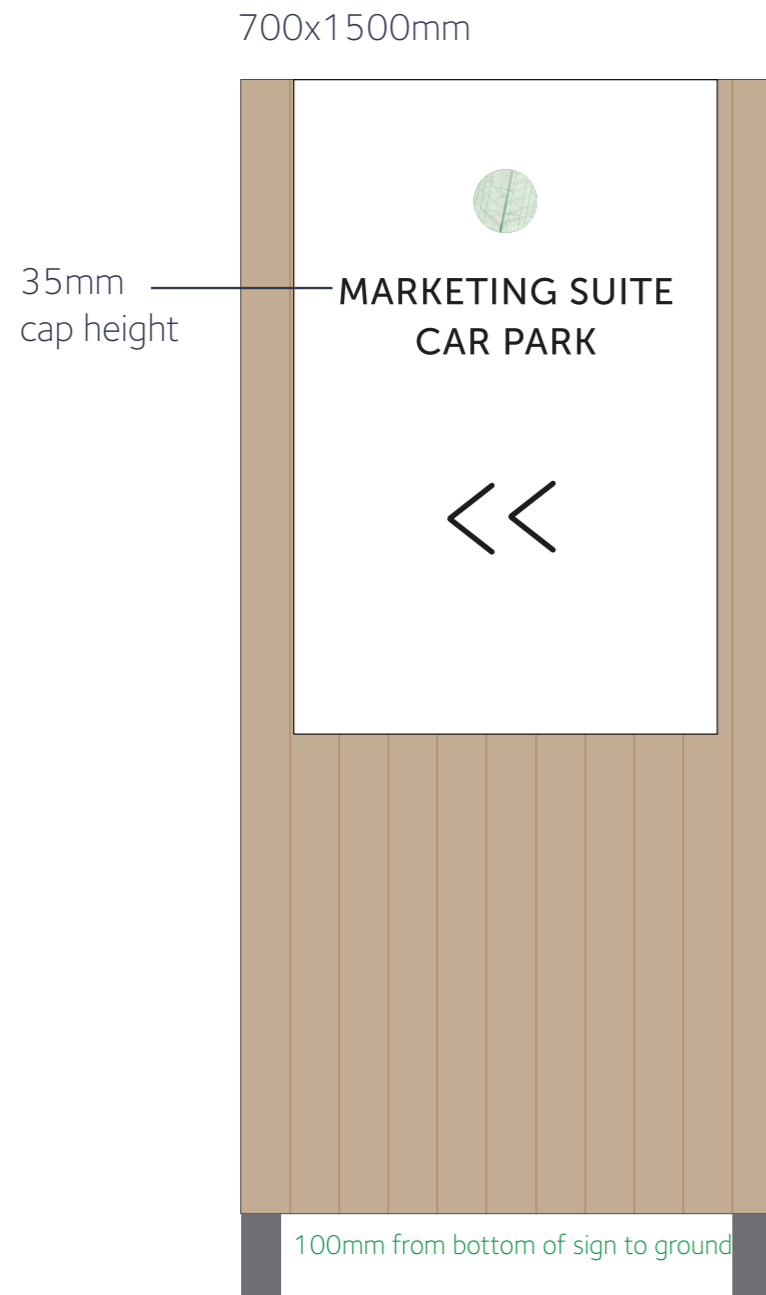 700x1500mm
35mm
cap height
MARKETING SUITE
CAR PARK
<<
100mm from bottom of sign to ground